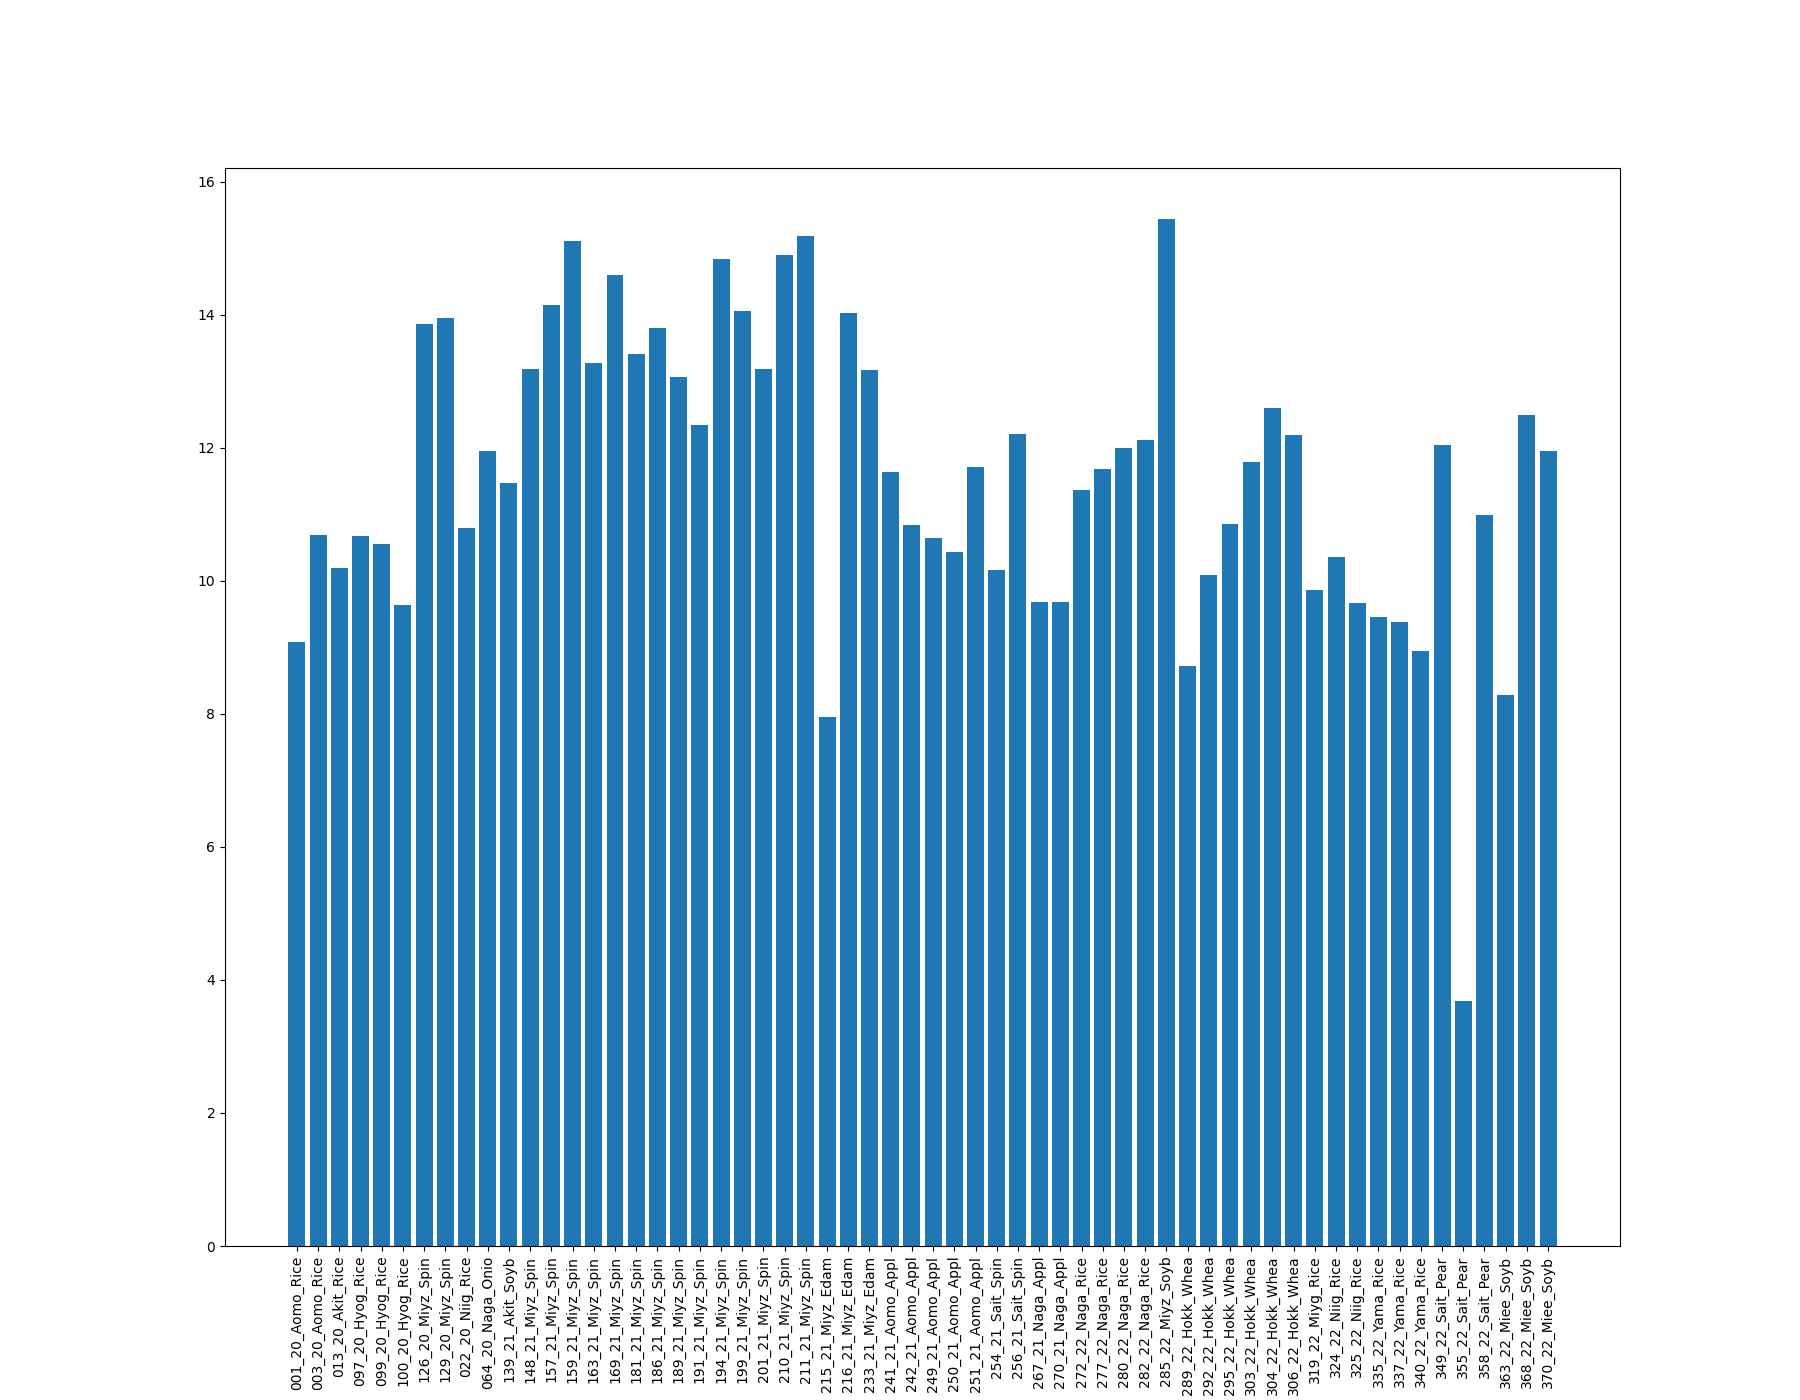 16
14
12
10
8
6
4
2
0
001_20_Aomo_Rice
003_20_Aomo_Rice
013_20_Akit_Rice
097_20_Hyog_Rice
099_20_Hyog_Rice
100_20_Hyog_Rice
126_20_Miyz_Spin
129_20_Miyz_Spin
022_20_Niig_Rice
064_20_Naga_Onio
139_21_Akit_Soyb
148_21_Miyz_Spin
157_21_Miyz_Spin
159_21_Miyz_Spin
163_21_Miyz_Spin
169_21_Miyz_Spin
181_21_Miyz_Spin
186_21_Miyz_Spin
189_21_Miyz_Spin
191_21_Miyz_Spin
194_21_Miyz_Spin
199_21_Miyz_Spin
201_21_Miyz_Spin
210_21_Miyz_Spin
211_21_Miyz_Spin
215_21_Miyz_Edam
216_21_Miyz_Edam
233_21_Miyz_Edam
241_21_Aomo_Appl
242_21_Aomo_Appl
249_21_Aomo_Appl
250_21_Aomo_Appl
251_21_Aomo_Appl
254_21_Sait_Spin
256_21_Sait_Spin
267_21_Naga_Appl
270_21_Naga_Appl
272_22_Naga_Rice
277_22_Naga_Rice
280_22_Naga_Rice
282_22_Naga_Rice
285_22_Miyz_Soyb
289_22_Hokk_Whea
292_22_Hokk_Whea
295_22_Hokk_Whea
303_22_Hokk_Whea
304_22_Hokk_Whea
306_22_Hokk_Whea
319_22_Miyg_Rice
324_22_Niig_Rice
325_22_Niig_Rice
335_22_Yama_Rice
337_22_Yama_Rice
340_22_Yama_Rice
349_22_Sait_Pear
355_22_Sait_Pear
358_22_Sait_Pear
363_22_Miee_Soyb
368_22_Miee_Soyb
370_22_Miee_Soyb